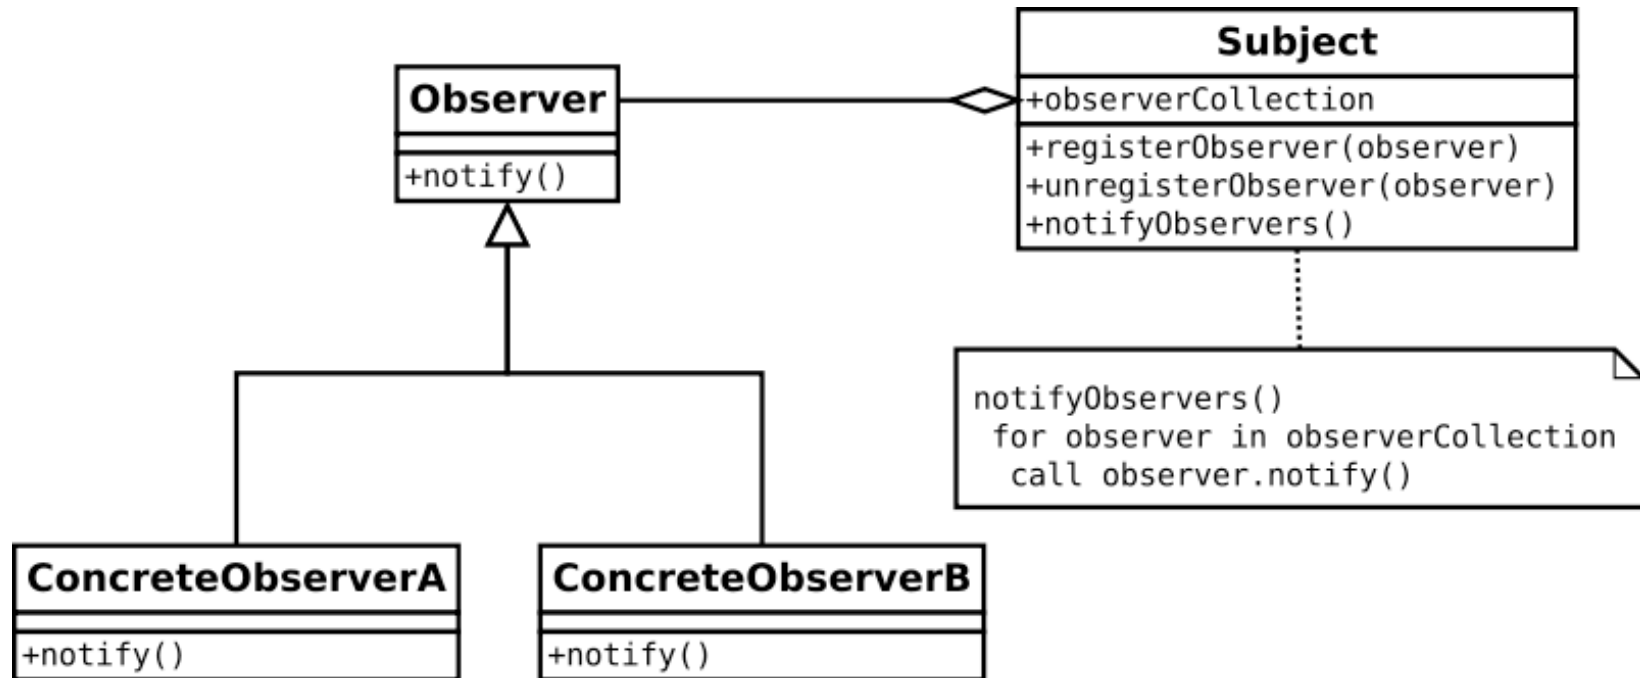 Observer
+notify()
Subject
+observerCollection
+registerObserver(observer)
+unregisterObserver(observer)
+notifyObservers()
notifyObservers()
for observer in observerCollection
call observer.notify()
ConcreteObserverA
+notify()
ConcreteObserverB
+notify()